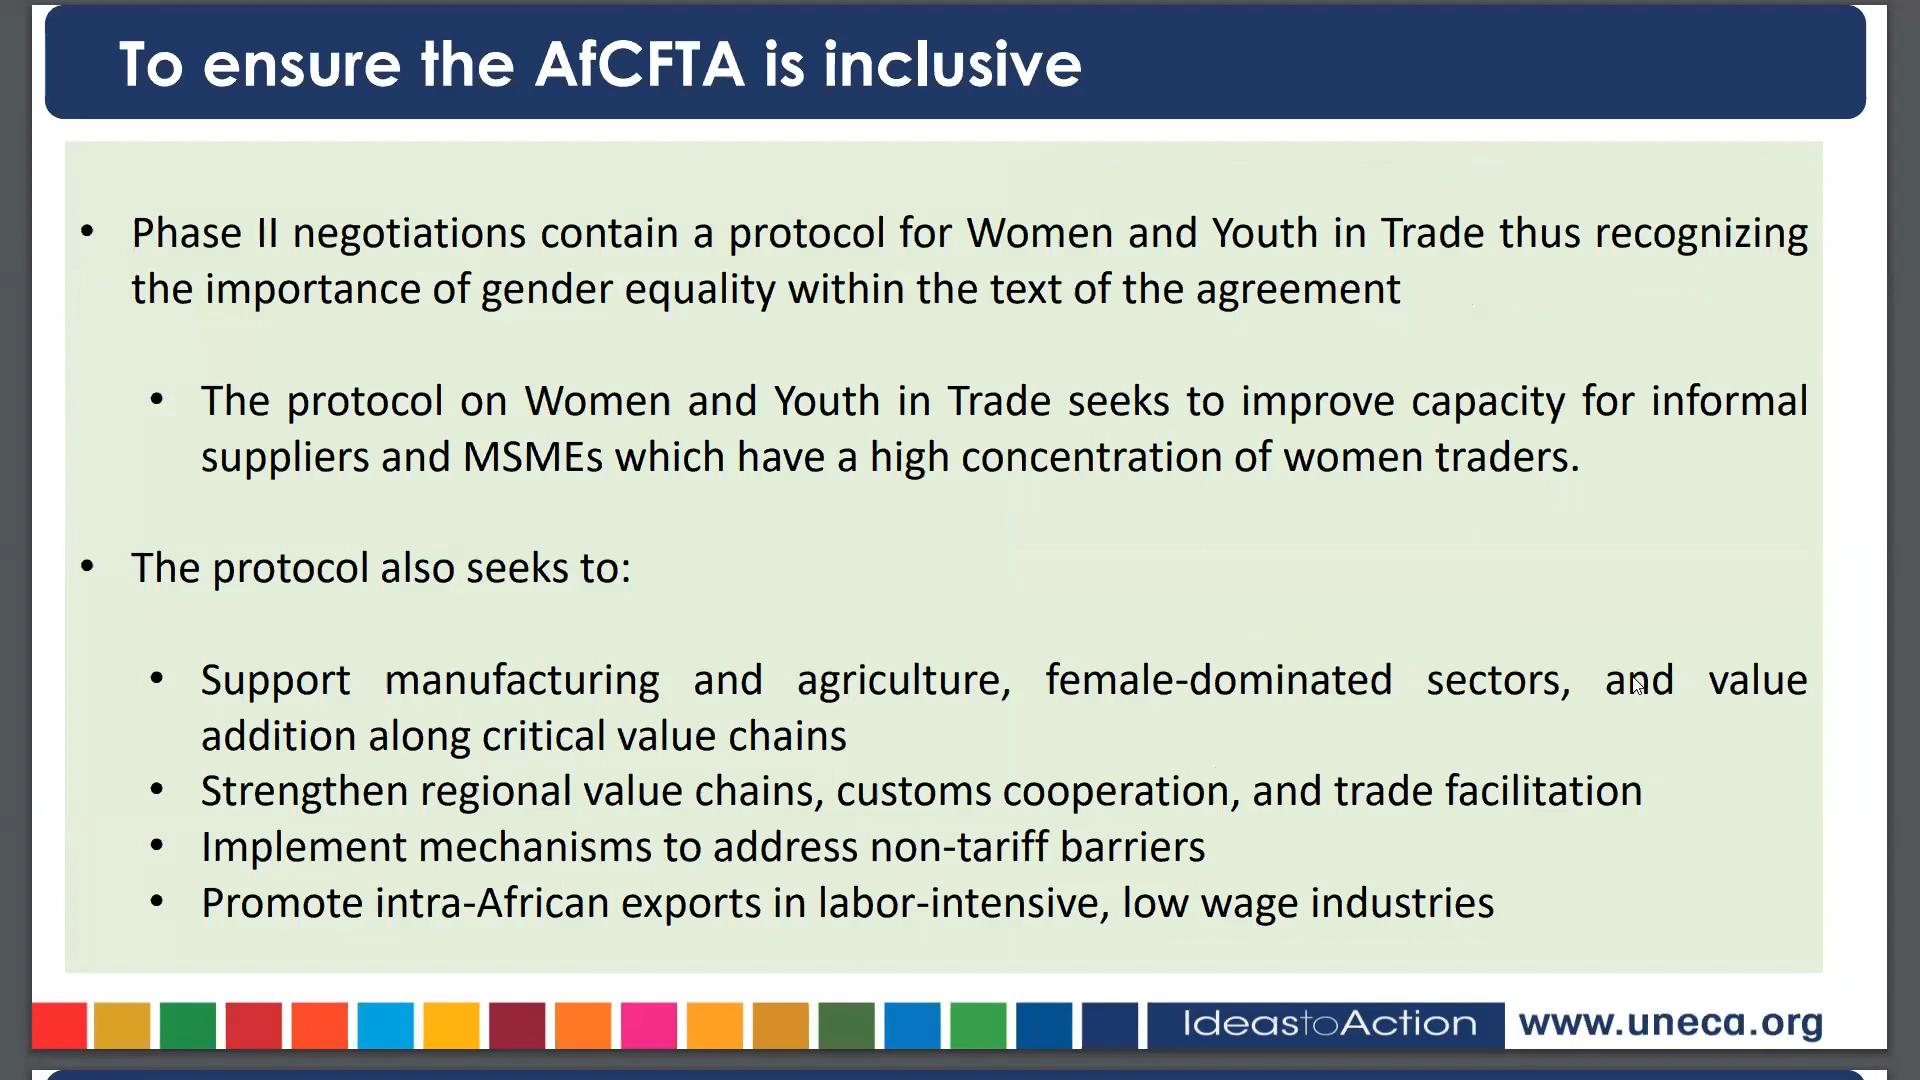 To ensure the AfCFTA is inclusive
• Phase II negotiations contain a protocol for Women and Youth in Trade thus recognizing
the importance of gender equality within the text of the agreement
• The protocol on Women and Youth in Trade seeks to improve capacity for informal
suppliers and MSMEs which have a high concentration of women traders.
• The protocol also seeks to:
• Support manufacturing and agriculture, female-dominated sectors, and value
addition along critical value chains
• Strengthen regional value chains, customs cooperation, and trade facilitation
• Implement mechanisms to address non-tariff barriers
• Promote intra-African exports in labor-intensive, low wage industries
IdeastoAction www.uneca.org